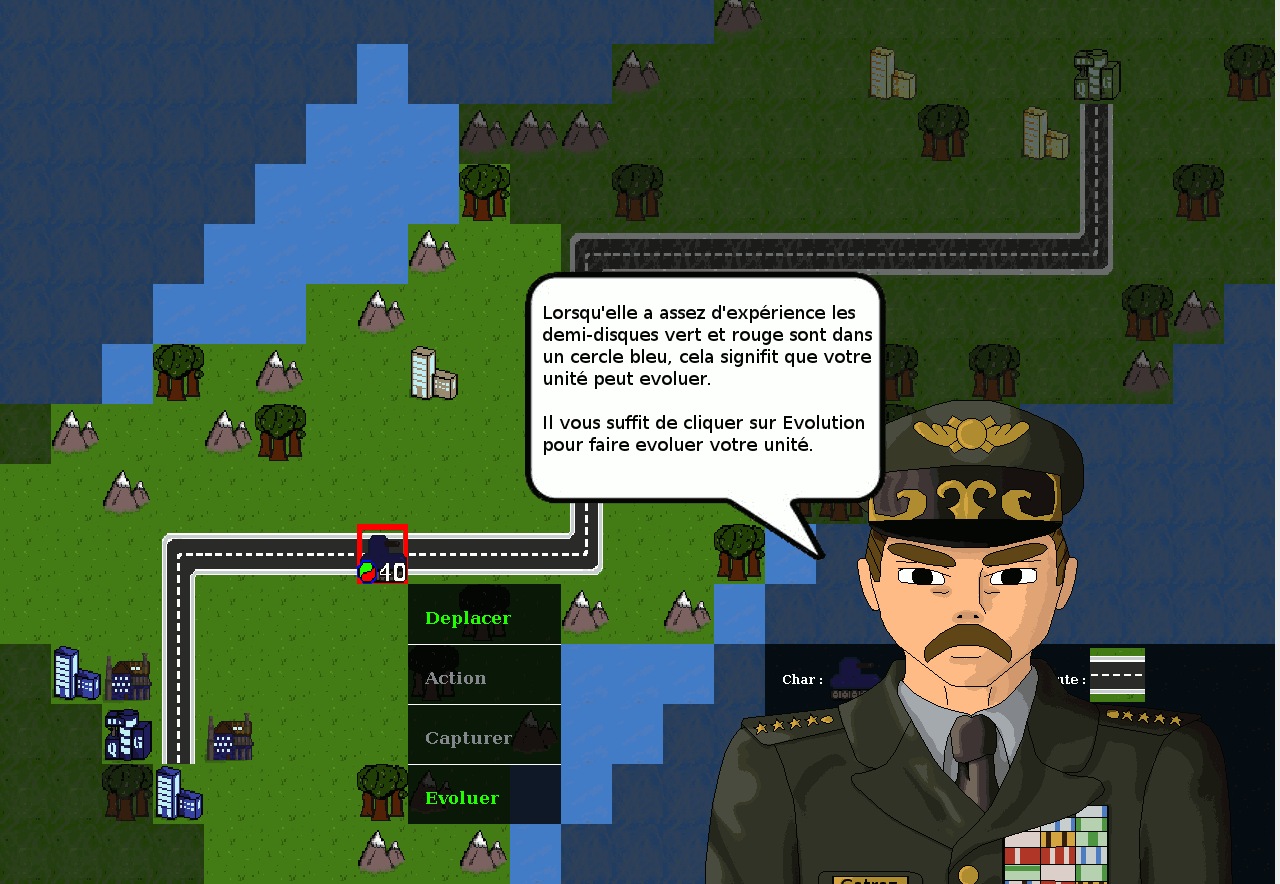 Lorsqu'elle a assez d'expérience les
demi-disques vert et rouge sont dans
un cercle bleu, cela signifit que votre
unité peut evoluer.
Il vous suffit de cliquer sur Evolution
pour faire evoluer votre unité.
40
Deplacer
Action
Capturer
Evoluer
Char :